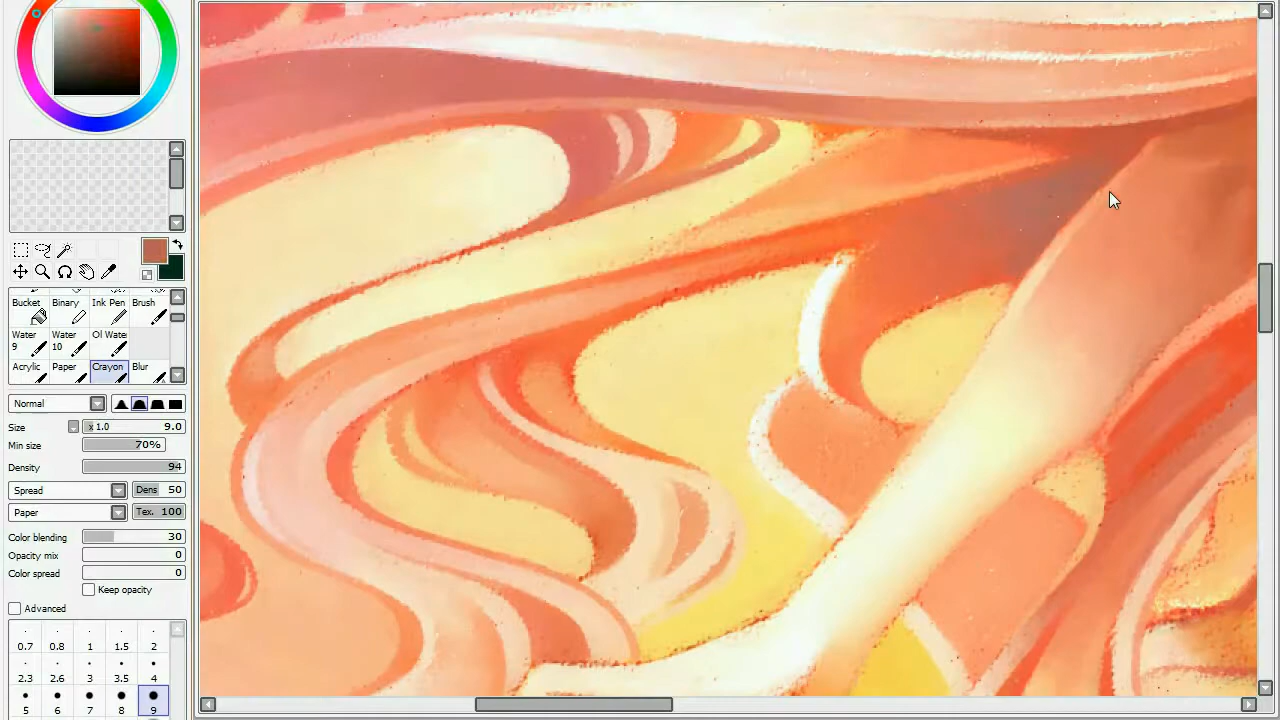 Bucket Binary Ink Pen Brush
Water 9 Water 10 Ol Wate
Acrylic Paper Crayon Blur
Normal
Size x 1.0 9.0
Min size 70%
Density 94
Spread Dens 50
Paper Tex. 100
Color blending 30
Opacity mix 0
Color spread 0
Keep opacity
Advanced
0.7 0.8 1 1.5 2
2.3 2.6 3 3.5 4
5 6 7 8 9